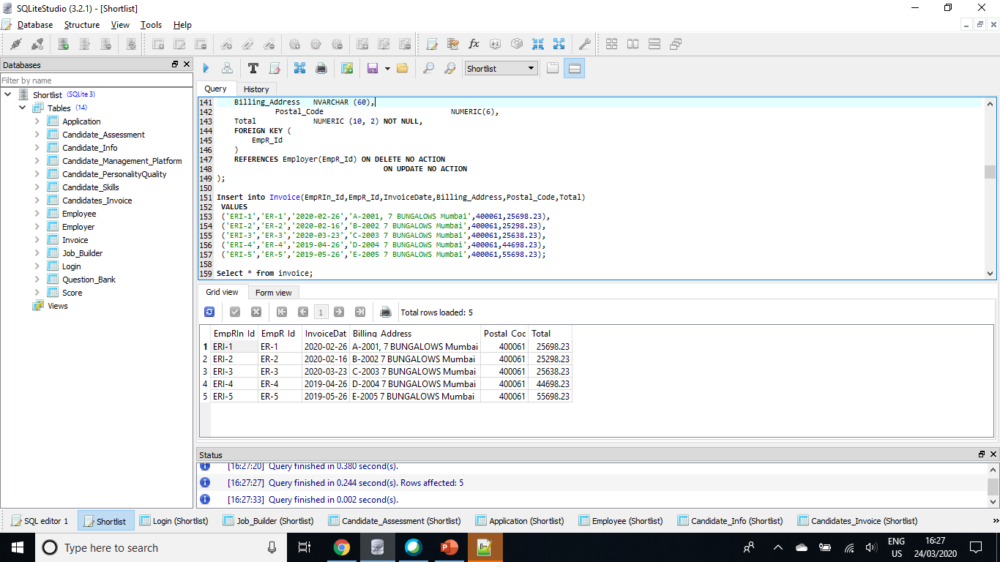 SQLiteStudio (3.2.1) - [Shortlist]
Database Structure View Tools Help
Databases
Filter by name
Shortlist (SQLite 3)
Tables (14)
Application
Candidate_Assessment
Candidate_Info
Candidate_Management_Platform
Candidate_PersonalityQuality
Candidate_Skills
Candidates_Invoice
Employee
Employer
Invoice
Job_Builder
Login
Question_Bank
Score
Views
Shortlist
Query History
141 Billing_Address NVARCHAR (60),
142 Postal_Code NUMERIC(6),
143 Total NUMERIC (10, 2) NOT NULL,
144 FOREIGN KEY (
145 EmpR_Id
146 )
147 REFERENCES Employer(EmpR_Id) ON DELETE NO ACTION
148 ON UPDATE NO ACTION
149 );
150
151 Insert into Invoice(EmpRIn_Id,EmpR_Id,InvoiceDate,Billing_Address,Postal_Code,Total)
152 VALUES
153 ('ERI-1','ER-1','2020-02-26','A-2001, 7 BUNGALOWS Mumbai',400061,25698.23),
154 ('ERI-2','ER-2','2020-02-16','B-2002 7 BUNGALOWS Mumbai',400061,25298.23),
155 ('ERI-3','ER-3','2020-03-23','C-2003 7 BUNGALOWS Mumbai',400061,25638.23),
156 ('ERI-4','ER-4','2019-04-26','D-2004 7 BUNGALOWS Mumbai',400061,44698.23),
157 ('ERI-5','ER-5','2019-05-26','E-2005 7 BUNGALOWS Mumbai',400061,55698.23);
158
159 Select * from invoice;
Grid view Form view
1 Total rows loaded: 5
EmpRIn_Id EmpR_Id InvoiceDat Billing_Address Postal_Coc Total
1 ERI-1 ER-1 2020-02-26 A-2001, 7 BUNGALOWS Mumbai 400061 25698.23
2 ERI-2 ER-2 2020-02-16 B-2002 7 BUNGALOWS Mumbai 400061 25298.23
3 ERI-3 ER-3 2020-03-23 C-2003 7 BUNGALOWS Mumbai 400061 25638.23
4 ERI-4 ER-4 2019-04-26 D-2004 7 BUNGALOWS Mumbai 400061 44698.23
5 ERI-5 ER-5 2019-05-26 E-2005 7 BUNGALOWS Mumbai 400061 55698.23
Status
[16:27:20] Query finished in 0.380 second(s).
[16:27:27] Query finished in 0.244 second(s). Rows affected: 5
[16:27:33] Query finished in 0.002 second(s).
SQL editor 1 Shortlist Login (Shortlist) Job_Builder (Shortlist) Candidate_Assessment (Shortlist) Application (Shortlist) Employee (Shortlist) Candidate_Info (Shortlist) Candidates_Invoice (Shortlist) »
Type here to search
ENG 16:27
US 24/03/2020